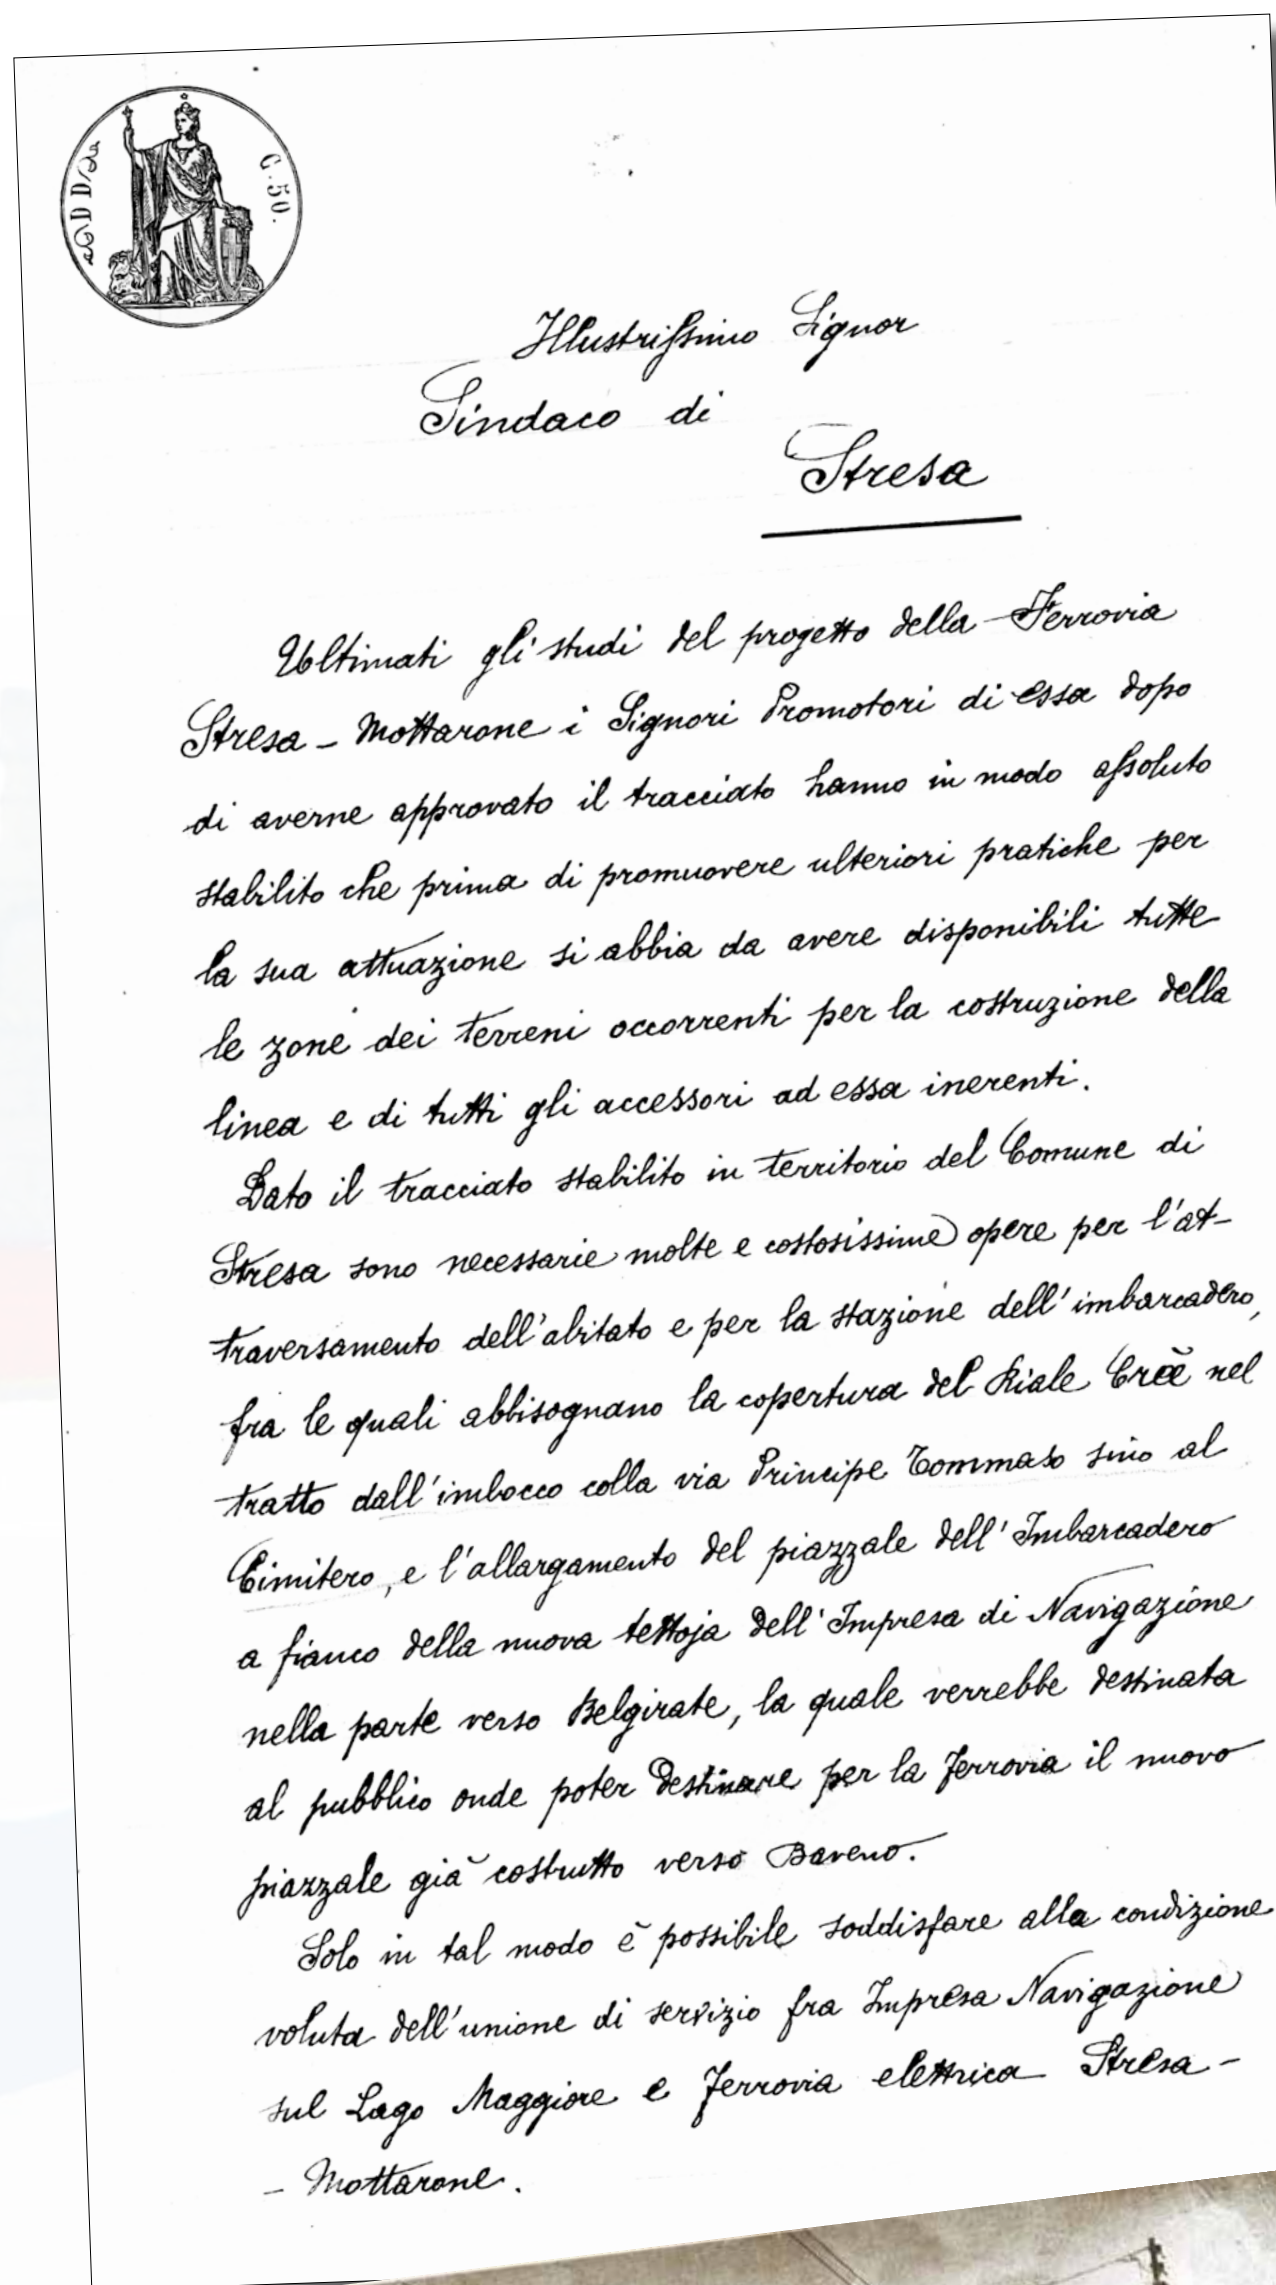 C. 50.
Illustrissimo Signor
Sindaco di
Stresa
Ultimati gli studi del progetto della Ferrovia
Stresa – Mottarone i Signori Promotori di essa dopo
di averne approvato il tracciato hanno in modo assoluto
stabilito che prima di promuovere ulteriori pratiche per
la sua attuazione si abbia da avere disponibili tutte
le zone dei terreni occorrenti per la costruzione della
linea e di tutti gli accessori ad essa inerenti.
Dato il tracciato stabilito in territorio del Comune di
Stresa sono necessarie molte e costosissime opere per l'at-
traversamento dell'abitato e per la stazione dell'imbarcadero,
fra le quali abbisognano la copertura del Riale Crèe nel
tratto dall'imbocco colla via Principe Tommaso sino al
Cimitero, e l'allargamento del piazzale dell'Imbarcadero
a fianco della nuova tettoja dell'Impresa di Navigazione
nella parte verso Belgirate, la quale verrebbe destinata
al pubblico onde poter destinare per la ferrovia il nuovo
piazzale già costrutto verso Baveno.
Solo in tal modo è possibile soddisfare alla condizione
voluta dell'unione di servizio fra Impresa Navigazione
sul Lago Maggiore e Ferrovia elettrica Stresa –
– Mottarone.